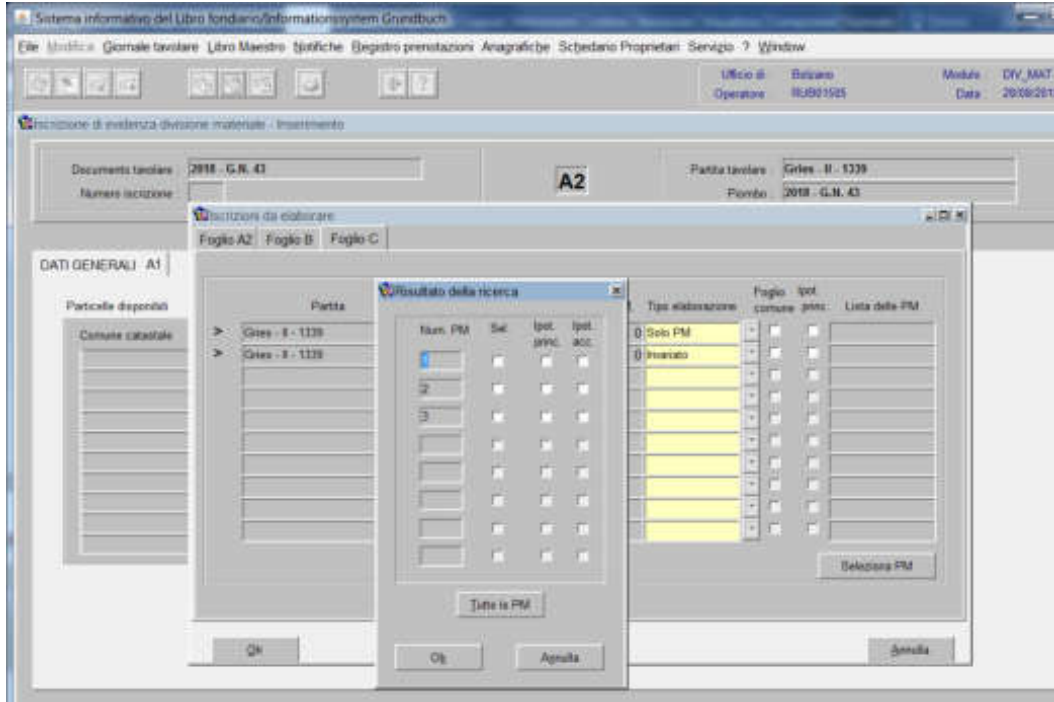 Sistema informativo del Libro fondiario/Informationssystem Grundbuch
File Modifica Giornale tavolare Libro Maestro Notifiche Registro prenotazioni Anagrafiche Schedario Proprietari Servizio ? Window
Ufficio di Bolzano Modulo DIV_MAT
Operatore Data
Iscrizione di evidenza divisione materiale - Inserimento
Documento tavolare 2018 - G.N. 43 A2 Partita tavolare Gries - II - 1339
Numero iscrizione Piombo 2018 - G.N. 43
Iscrizioni da elaborare
Foglio A2 Foglio B Foglio C
DATI GENERALI A1
Risultato della ricerca
Particelle disponibili Partita Tipo elaborazione Foglio comune Ipot. princ. Lista delle PM
Comune catastale
Num. PM Sel. Ipot. princ. Ipot. acc.
> Gries - II - 1339 0 Solo PM
> Gries - II - 1339 0 Invariato
1
2
3
Seleziona PM
Tutte le PM
Ok Annulla
Ok Annulla